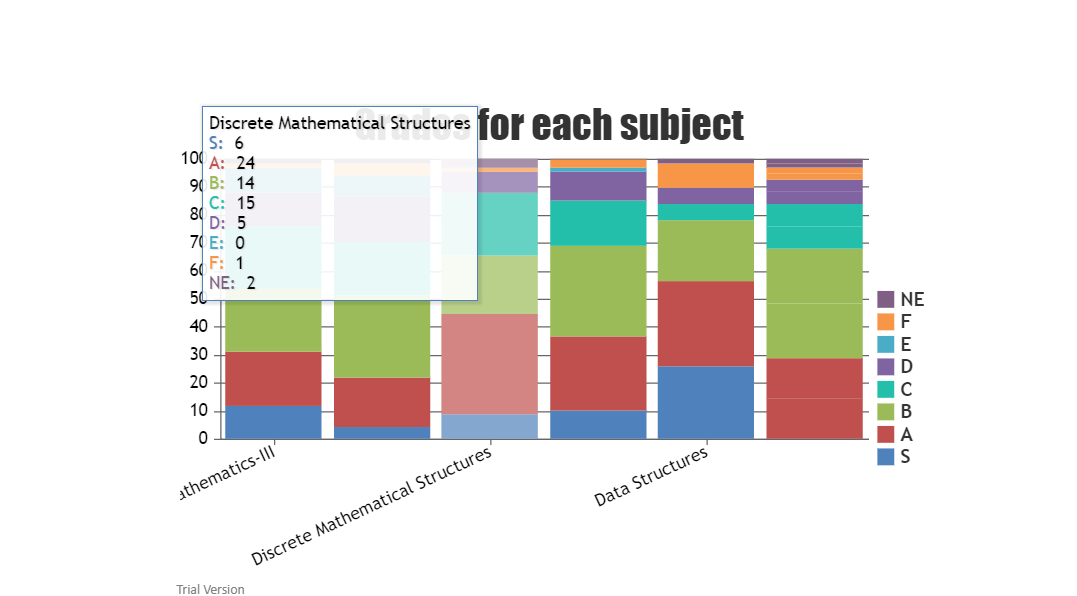 Grades for each subject
Discrete Mathematical Structures
S: 6
A: 24
B: 14
C: 15
D: 5
E: 0
F: 1
NE: 2
100
90
80
70
60
50
40
30
20
10
0
NE
F
E
D
C
B
A
S
athematics-III
Discrete Mathematical Structures
Data Structures
Trial Version